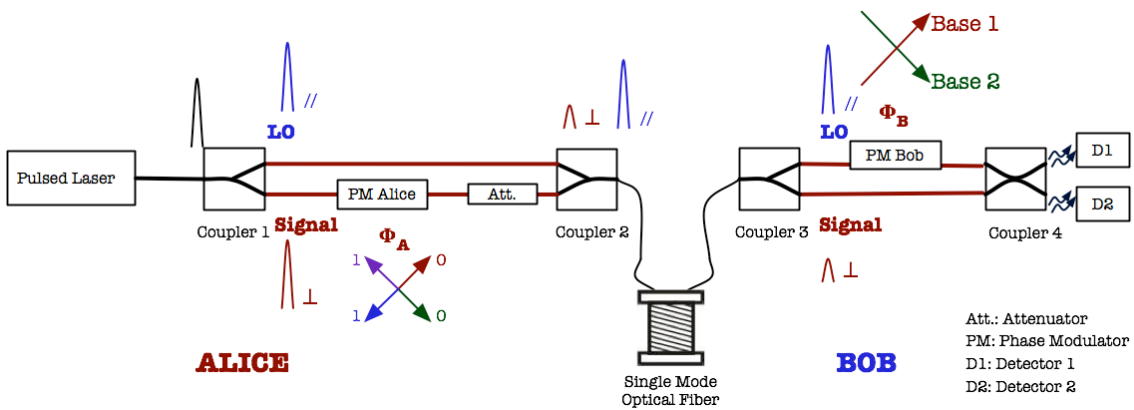 Base 1
Base 2
//
LO
⊥
//
//
LO
Φ_B
Pulsed Laser
PM Alice
Att.
PM Bob
D1
D2
Coupler 1
Signal
Φ_A
Coupler 2
Coupler 3
Signal
Coupler 4
⊥
1
0
1
0
⊥
ALICE
BOB
Single Mode
Optical Fiber
Att.: Attenuator
PM: Phase Modulator
D1: Detector 1
D2: Detector 2